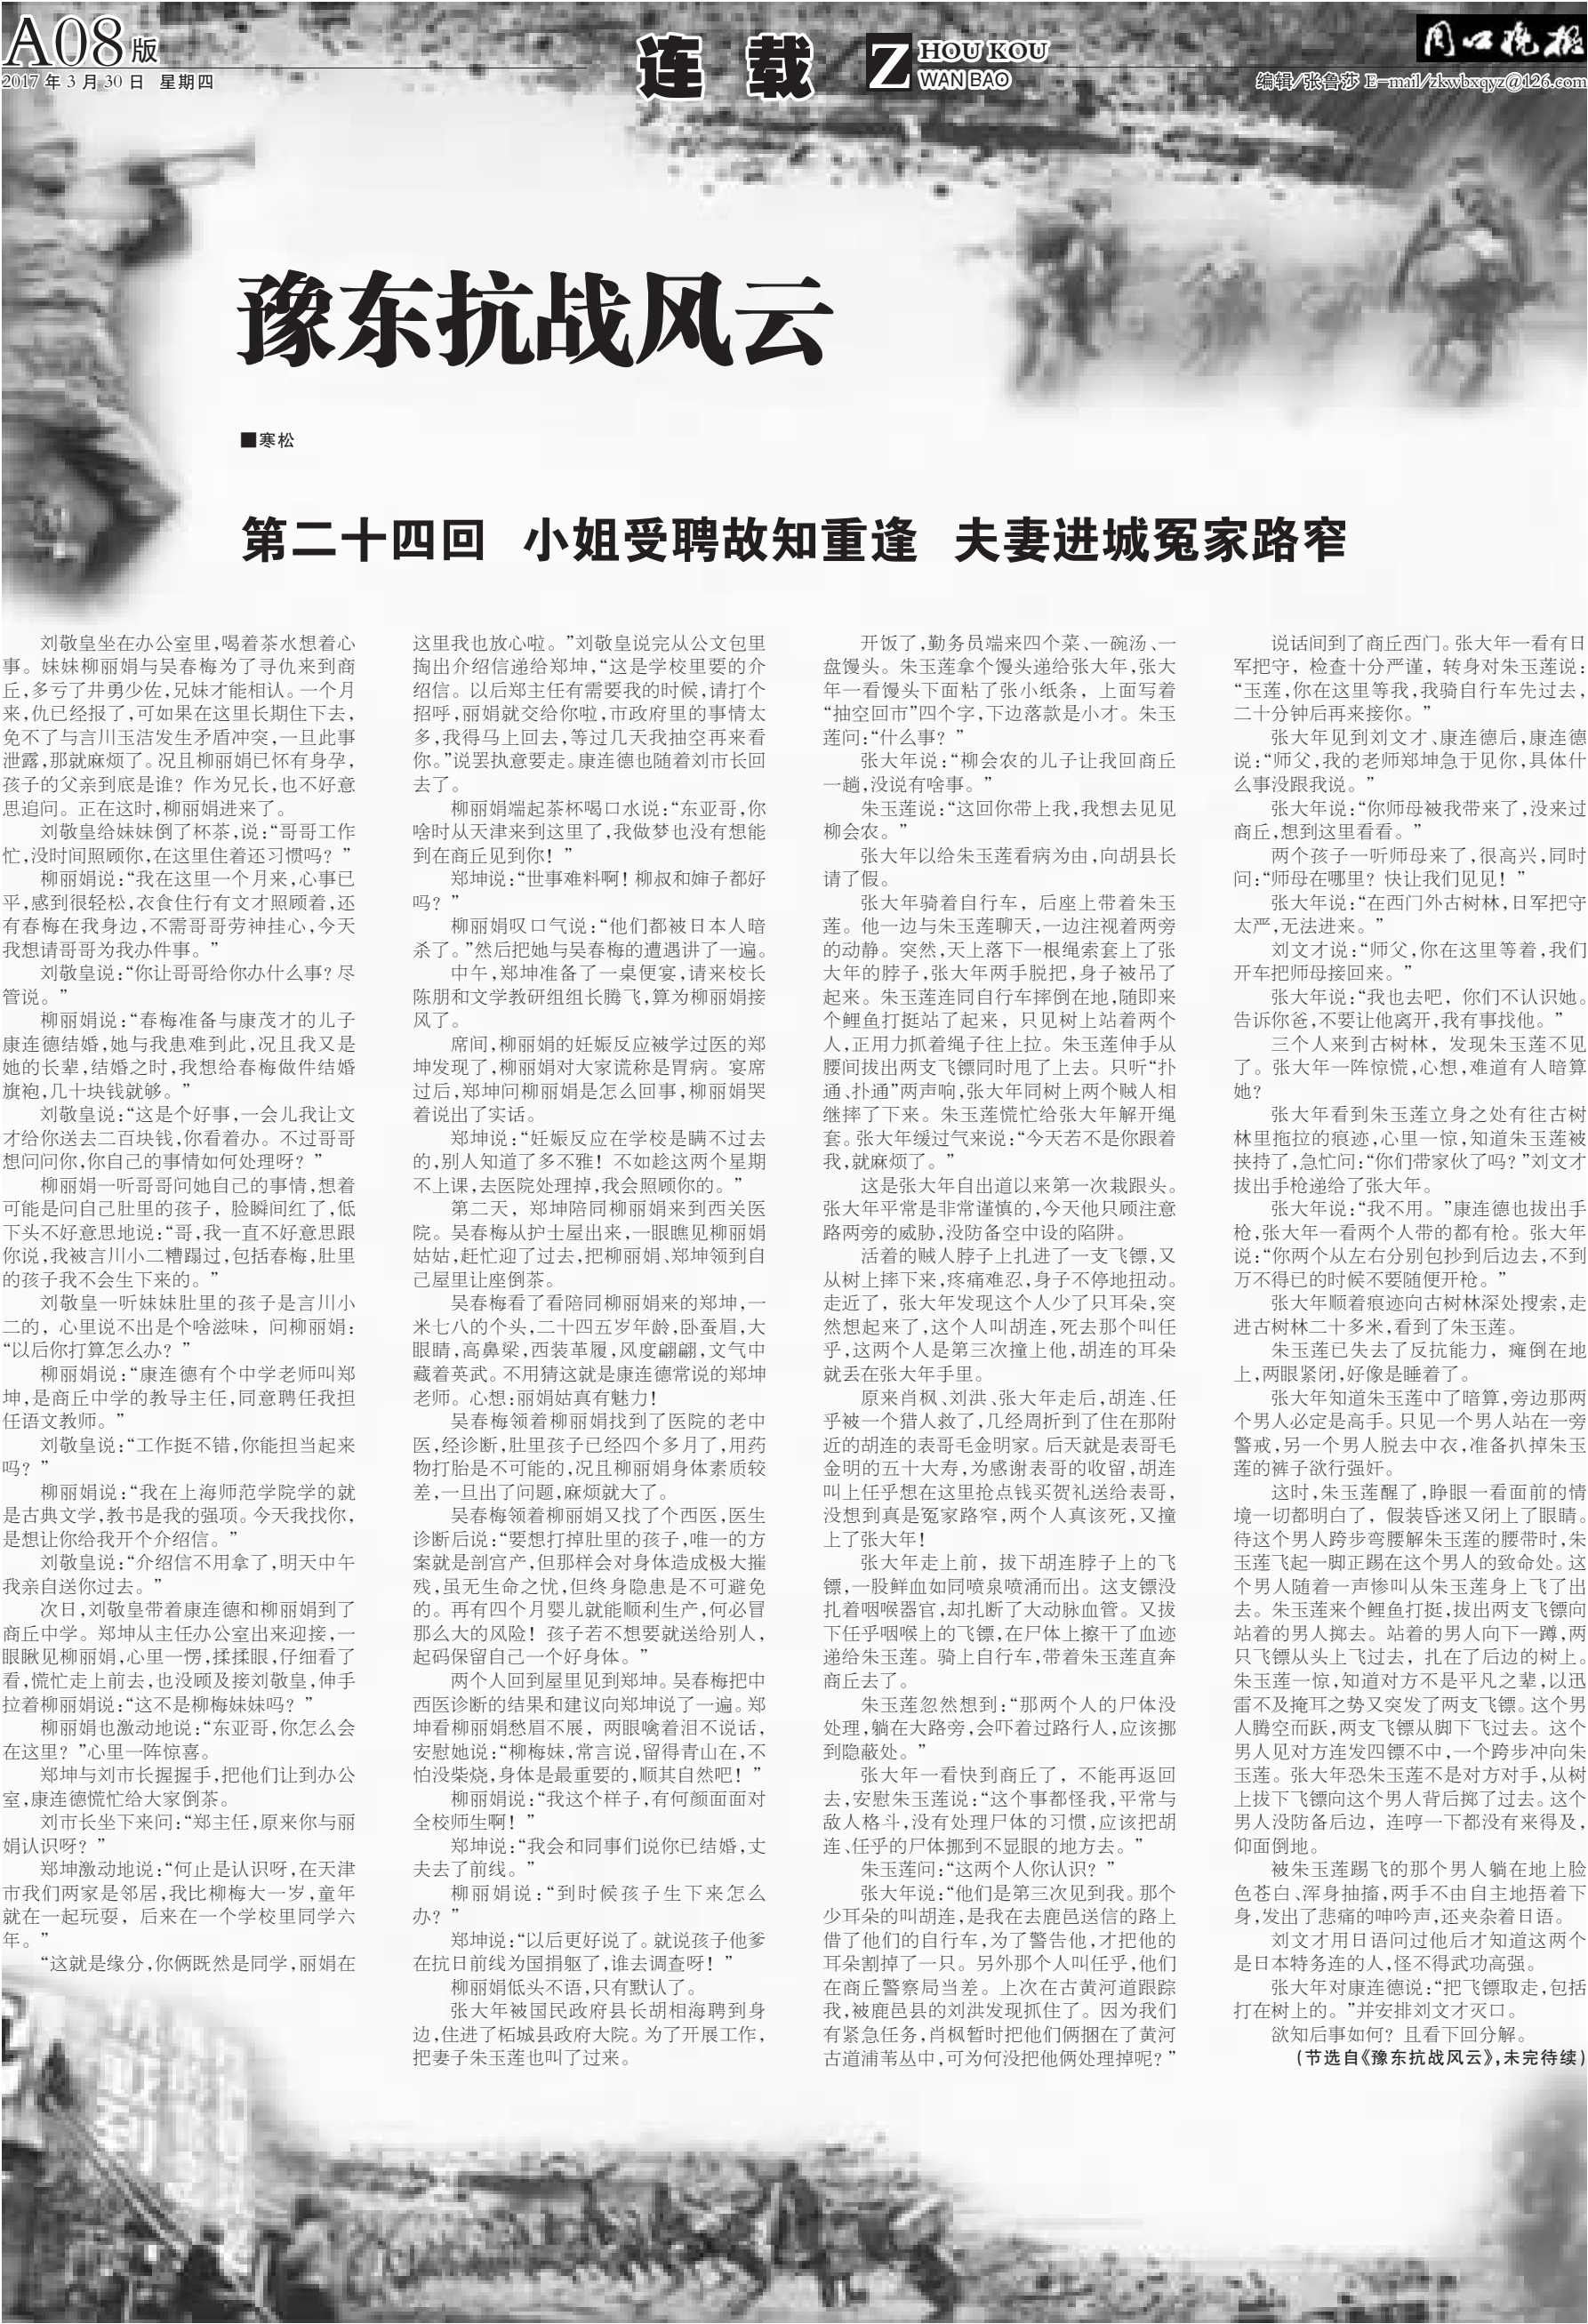 A08版
2017 年 3 月 30 日 星期四
连 载
Z HOU KOU
WAN BAO
周口晚报
编辑/张鲁莎 E-mail/zkwbxqyz@126.com
豫东抗战风云
■寒松
第二十四回 小姐受聘故知重逢 夫妻进城冤家路窄
刘敬皇坐在办公室里,喝着茶水想着心
事。妹妹柳丽娟与吴春梅为了寻仇来到商
丘,多亏了井勇少佐,兄妹才能相认。一个月
来,仇已经报了,可如果在这里长期住下去,
免不了与言川玉洁发生矛盾冲突,一旦此事
泄露,那就麻烦了。况且柳丽娟已怀有身孕,
孩子的父亲到底是谁?作为兄长,也不好意
思追问。正在这时,柳丽娟进来了。
刘敬皇给妹妹倒了杯茶,说:“哥哥工作
忙,没时间照顾你,在这里住着还习惯吗?”
柳丽娟说:“我在这里一个月来,心事已
平,感到很轻松,衣食住行有文才照顾着,还
有春梅在我身边,不需哥哥劳神挂心,今天
我想请哥哥为我办件事。”
刘敬皇说:“你让哥哥给你办什么事?尽
管说。”
柳丽娟说:“春梅准备与康茂才的儿子
康连德结婚,她与我患难到此,况且我又是
她的长辈,结婚之时,我想给春梅做件结婚
旗袍,几十块钱就够。”
刘敬皇说:“这是个好事,一会儿我让文
才给你送去二百块钱,你看着办。不过哥哥
想问问你,你自己的事情如何处理呀?”
柳丽娟一听哥哥问她自己的事情,想着
可能是问自己肚里的孩子,脸瞬间红了,低
下头不好意思地说:“哥,我一直不好意思跟
你说,我被言川小二糟蹋过,包括春梅,肚里
的孩子我不会生下来的。”
刘敬皇一听妹妹肚里的孩子是言川小
二的,心里说不出是个啥滋味,问柳丽娟:
“以后你打算怎么办?”
柳丽娟说:“康连德有个中学老师叫郑
坤,是商丘中学的教导主任,同意聘任我担
任语文教师。”
刘敬皇说:“工作挺不错,你能担当起来
吗?”
柳丽娟说:“我在上海师范学院学的就
是古典文学,教书是我的强项。今天我找你,
是想让你给我开个介绍信。”
刘敬皇说:“介绍信不用拿了,明天中午
我亲自送你过去。”
次日,刘敬皇带着康连德和柳丽娟到了
商丘中学。郑坤从主任办公室出来迎接,一
眼瞅见柳丽娟,心里一愣,揉揉眼,仔细看了
看,慌忙走上前去,也没顾及接刘敬皇,伸手
拉着柳丽娟说:“这不是柳梅妹妹吗?”
柳丽娟也激动地说:“东亚哥,你怎么会
在这里?”心里一阵惊喜。
郑坤与刘市长握握手,把他们让到办公
室,康连德慌忙给大家倒茶。
刘市长坐下来问:“郑主任,原来你与丽
娟认识呀?”
郑坤激动地说:“何止是认识呀,在天津
市我们两家是邻居,我比柳梅大一岁,童年
就在一起玩耍,后来在一个学校里同学六
年。”
“这就是缘分,你俩既然是同学,丽娟在
这里我也放心啦。”刘敬皇说完从公文包里
掏出介绍信递给郑坤,“这是学校里要的介
绍信。以后郑主任有需要我的时候,请打个
招呼,丽娟就交给你啦,市政府里的事情太
多,我得马上回去,等过几天我抽空再来看
你。”说罢执意要走。康连德也随着刘市长回
去了。
柳丽娟端起茶杯喝口水说:“东亚哥,你
啥时从天津来到这里了,我做梦也没有想能
到在商丘见到你!”
郑坤说:“世事难料啊!柳叔和婶子都好
吗?”
柳丽娟叹口气说:“他们都被日本人暗
杀了。”然后把她与吴春梅的遭遇讲了一遍。
中午,郑坤准备了一桌便宴,请来校长
陈朋和文学教研组组长腾飞,算为柳丽娟接
风了。
席间,柳丽娟的妊娠反应被学过医的郑
坤发现了,柳丽娟对大家谎称是胃病。宴席
过后,郑坤问柳丽娟是怎么回事,柳丽娟哭
着说出了实话。
郑坤说:“妊娠反应在学校是瞒不过去
的,别人知道了多不雅!不如趁这两个星期
不上课,去医院处理掉,我会照顾你的。”
第二天,郑坤陪同柳丽娟来到西关医
院。吴春梅从护士屋出来,一眼瞧见柳丽娟
姑姑,赶忙迎了过去,把柳丽娟、郑坤领到自
己屋里让座倒茶。
吴春梅看了看陪同柳丽娟来的郑坤,一
米七八的个头,二十四五岁年龄,卧蚕眉,大
眼睛,高鼻梁,西装革履,风度翩翩,文气中
藏着英武。不用猜这就是康连德常说的郑坤
老师。心想:丽娟姑真有魅力!
吴春梅领着柳丽娟找到了医院的老中
医,经诊断,肚里孩子已经四个多月了,用药
物打胎是不可能的,况且柳丽娟身体素质较
差,一旦出了问题,麻烦就大了。
吴春梅领着柳丽娟又找了个西医,医生
诊断后说:“要想打掉肚里的孩子,唯一的方
案就是剖宫产,但那样会对身体造成极大摧
残,虽无生命之忧,但终身隐患是不可避免
的。再有四个月婴儿就能顺利生产,何必冒
那么大的风险!孩子若不想要就送给别人,
起码保留自己一个好身体。”
两个人回到屋里见到郑坤。吴春梅把中
西医诊断的结果和建议向郑坤说了一遍。郑
坤看柳丽娟愁眉不展,两眼噙着泪不说话,
安慰她说:“柳梅妹,常言说,留得青山在,不
怕没柴烧,身体是最重要的,顺其自然吧!”
柳丽娟说:“我这个样子,有何颜面面对
全校师生啊!”
郑坤说:“我会和同事们说你已结婚,丈
夫去了前线。”
柳丽娟说:“到时候孩子生下来怎么
办?”
郑坤说:“以后更好说了。就说孩子他爹
在抗日前线为国捐躯了,谁去调查呀!”
柳丽娟低头不语,只有默认了。
张大年被国民政府县长胡相海聘到身
边,住进了柘城县政府大院。为了开展工作,
把妻子朱玉莲也叫了过来。
开饭了,勤务员端来四个菜、一碗汤、一
盘馒头。朱玉莲拿个馒头递给张大年,张大
年一看馒头下面粘了张小纸条,上面写着
“抽空回市”四个字,下边落款是小才。朱玉
莲问:“什么事?”
张大年说:“柳会农的儿子让我回商丘
一趟,没说有啥事。”
朱玉莲说:“这回你带上我,我想去见见
柳会农。”
张大年以给朱玉莲看病为由,向胡县长
请了假。
张大年骑着自行车,后座上带着朱玉
莲。他一边与朱玉莲聊天,一边注视着两旁
的动静。突然,天上落下一根绳索套上了张
大年的脖子,张大年两手脱把,身子被吊了
起来。朱玉莲连同自行车摔倒在地,随即来
个鲤鱼打挺站了起来,只见树上站着两个
人,正用力抓着绳子往上拉。朱玉莲伸手从
腰间拔出两支飞镖同时甩了上去。只听“扑
通、扑通”两声响,张大年同树上两个贼人相
继摔了下来。朱玉莲慌忙给张大年解开绳
套。张大年缓过气来说:“今天若不是你跟着
我,就麻烦了。”
这是张大年自出道以来第一次栽跟头。
张大年平常是非常谨慎的,今天他只顾注意
路两旁的威胁,没防备空中设的陷阱。
活着的贼人脖子上扎进了一支飞镖,又
从树上摔下来,疼痛难忍,身子不停地扭动。
走近了,张大年发现这个人少了只耳朵,突
然想起来了,这个人叫胡连,死去那个叫任
乎,这两个人是第三次撞上他,胡连的耳朵
就丢在张大年手里。
原来肖枫、刘洪、张大年走后,胡连、任
乎被一个猎人救了,几经周折到了住在那附
近的胡连的表哥毛金明家。后天就是表哥毛
金明的五十大寿,为感谢表哥的收留,胡连
叫上任乎想在这里抢点钱买贺礼送给表哥,
没想到真是冤家路窄,两个人真该死,又撞
上了张大年!
张大年走上前,拔下胡连脖子上的飞
镖,一股鲜血如同喷泉喷涌而出。这支镖没
扎着咽喉器官,却扎断了大动脉血管。又拔
下任乎咽喉上的飞镖,在尸体上擦干了血迹
递给朱玉莲。骑上自行车,带着朱玉莲直奔
商丘去了。
朱玉莲忽然想到:“那两个人的尸体没
处理,躺在大路旁,会吓着过路行人,应该挪
到隐蔽处。”
张大年一看快到商丘了,不能再返回
去,安慰朱玉莲说:“这个事都怪我,平常与
敌人格斗,没有处理尸体的习惯,应该把胡
连、任乎的尸体挪到不显眼的地方去。”
朱玉莲问:“这两个人你认识?”
张大年说:“他们是第三次见到我。那个
少耳朵的叫胡连,是我在去鹿邑送信的路上
借了他们的自行车,为了警告他,才把他的
耳朵割掉了一只。另外那个人叫任乎,他们
在商丘警察局当差。上次在古黄河道跟踪
我,被鹿邑县的刘洪发现抓住了。因为我们
有紧急任务,肖枫暂时把他们俩捆在了黄河
古道浦苇丛中,可为何没把他俩处理掉呢?”
说话间到了商丘西门。张大年一看有日
军把守,检查十分严谨,转身对朱玉莲说:
“玉莲,你在这里等我,我骑自行车先过去,
二十分钟后再来接你。”
张大年见到刘文才、康连德后,康连德
说:“师父,我的老师郑坤急于见你,具体什
么事没跟我说。”
张大年说:“你师母被我带来了,没来过
商丘,想到这里看看。”
两个孩子一听师母来了,很高兴,同时
问:“师母在哪里?快让我们见见!”
张大年说:“在西门外古树林,日军把守
太严,无法进来。”
刘文才说:“师父,你在这里等着,我们
开车把师母接回来。”
张大年说:“我也去吧,你们不认识她。
告诉你爸,不要让他离开,我有事找他。”
三个人来到古树林,发现朱玉莲不见
了。张大年一阵惊慌,心想,难道有人暗算
她?
张大年看到朱玉莲立身之处有往古树
林里拖拉的痕迹,心里一惊,知道朱玉莲被
挟持了,急忙问:“你们带家伙了吗?”刘文才
拔出手枪递给了张大年。
张大年说:“我不用。”康连德也拔出手
枪,张大年一看两个人带的都有枪。张大年
说:“你两个从左右分别包抄到后边去,不到
万不得已的时候不要随便开枪。”
张大年顺着痕迹向古树林深处搜索,走
进古树林二十多米,看到了朱玉莲。
朱玉莲已失去了反抗能力,瘫倒在地
上,两眼紧闭,好像是睡着了。
张大年知道朱玉莲中了暗算,旁边那两
个男人必定是高手。只见一个男人站在一旁
警戒,另一个男人脱去中衣,准备扒掉朱玉
莲的裤子欲行强奸。
这时,朱玉莲醒了,睁眼一看面前的情
境一切都明白了,假装昏迷又闭上了眼睛。
待这个男人跨步弯腰解朱玉莲的腰带时,朱
玉莲飞起一脚正踢在这个男人的致命处。这
个男人随着一声惨叫从朱玉莲身上飞了出
去。朱玉莲来个鲤鱼打挺,拔出两支飞镖向
站着的男人掷去。站着的男人向下一蹲,两
只飞镖从头上飞过去,扎在了后边的树上。
朱玉莲一惊,知道对方不是平凡之辈,以迅
雷不及掩耳之势又突发了两支飞镖。这个男
人腾空而跃,两支飞镖从脚下飞过去。这个
男人见对方连发四镖不中,一个跨步冲向朱
玉莲。张大年恐朱玉莲不是对方对手,从树
上拔下飞镖向这个男人背后掷了过去。这个
男人没防备后边,连哼一下都没有来得及,
仰面倒地。
被朱玉莲踢飞的那个男人躺在地上脸
色苍白、浑身抽搐,两手不由自主地捂着下
身,发出了悲痛的呻吟声,还夹杂着日语。
刘文才用日语问过他后才知道这两个
是日本特务连的人,怪不得武功高强。
张大年对康连德说:“把飞镖取走,包括
打在树上的。”并安排刘文才灭口。
欲知后事如何?且看下回分解。
(节选自《豫东抗战风云》,未完待续)